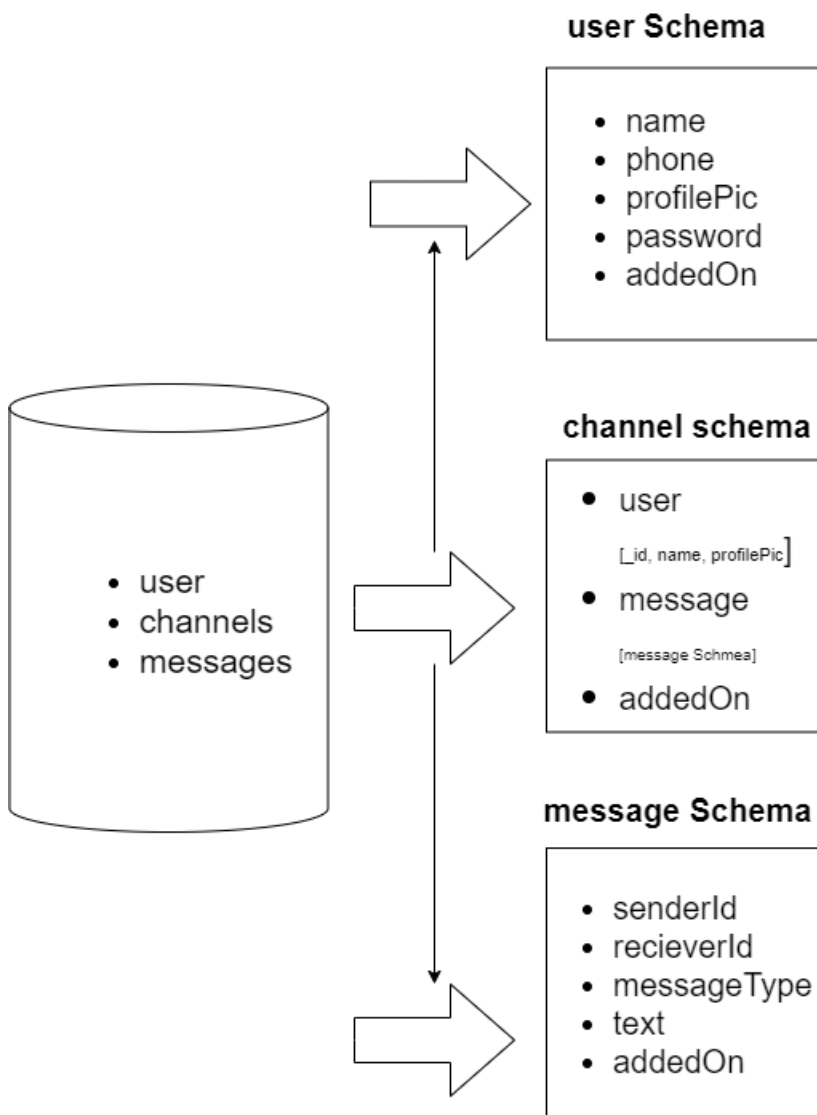 user Schema
name
phone
profilePic
password
addedOn
user
channels
messages
channel schema
user
[_id, name, profilePic]
message
[message Schmea]
addedOn
message Schema
senderId
recieverId
messageType
text
addedOn